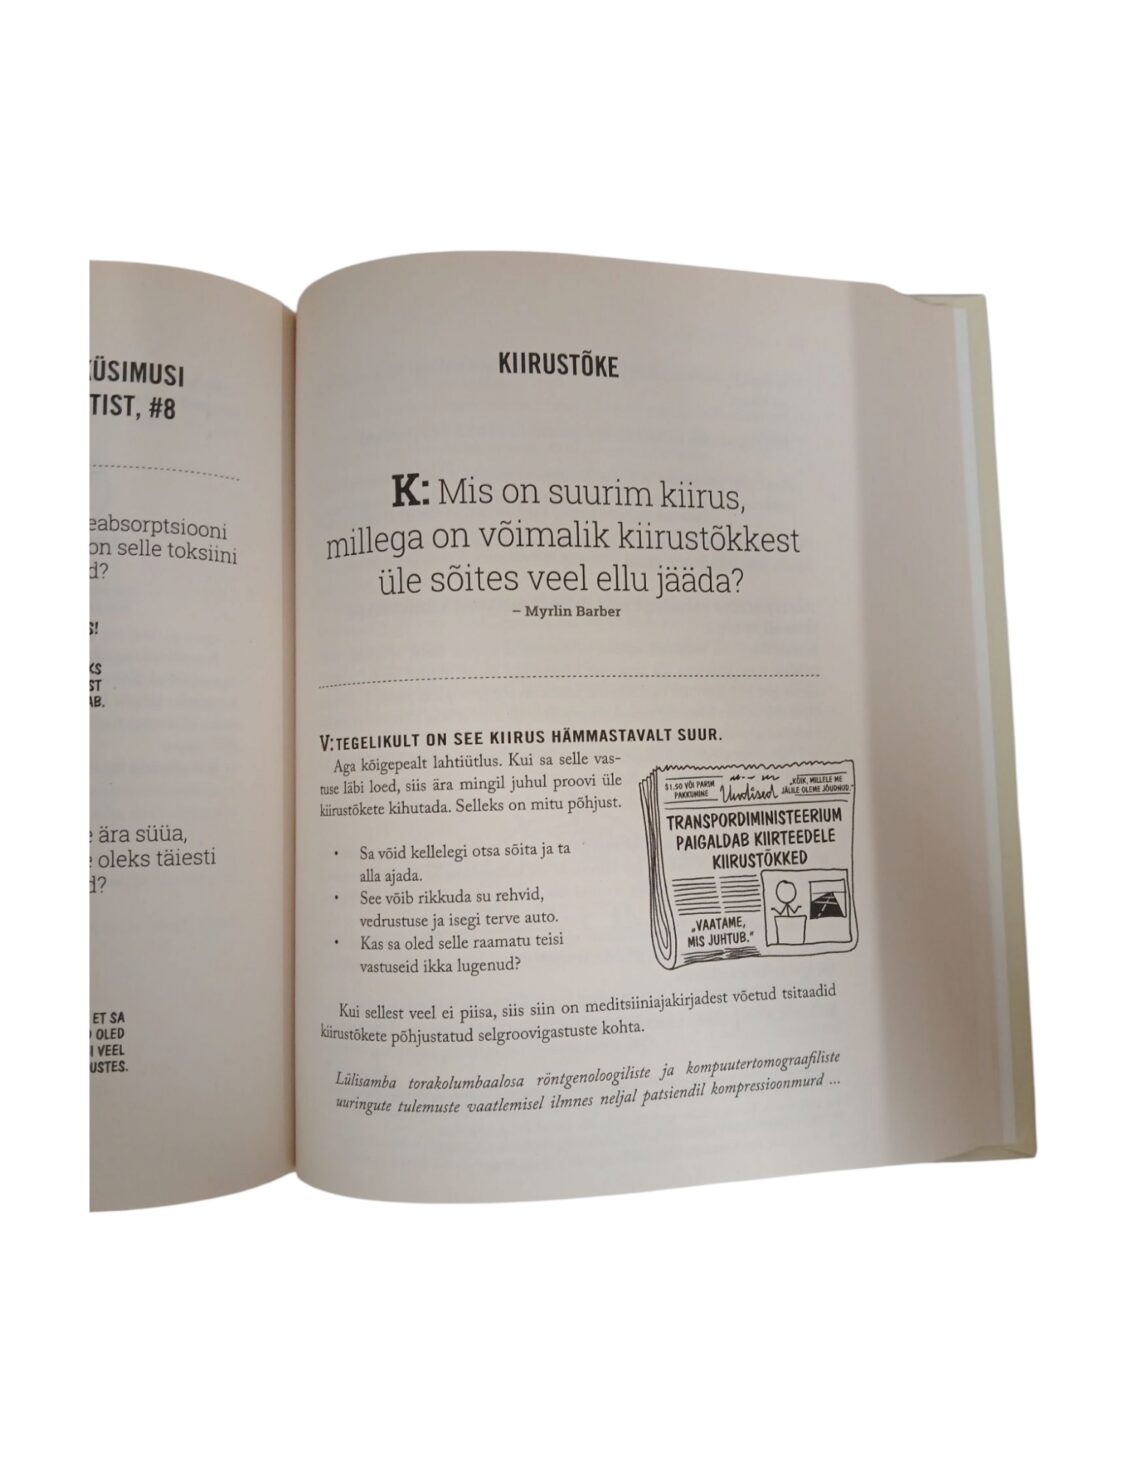 KÜSIMUSI
TIST, #8
eabsorptsiooni
on selle toksiini
d?
S!
KS
ST
AB.
e ära süüa,
e oleks täiesti
d?
ET SA
OLED
I VEEL
USTES.
KIIRUSTÕKE
K: Mis on suurim kiirus,
millega on võimalik kiirustõkkest
üle sõites veel ellu jääda?
– Myrlin Barber
V: TEGELIKULT ON SEE KIIRUS HÄMMASTAVALT SUUR.
Aga kõigepealt lahtiütlus. Kui sa selle vas-
tuse läbi loed, siis ära mingil juhul proovi üle
kiirustõkete kihutada. Selleks on mitu põhjust.
• Sa võid kellelegi otsa sõita ja ta
alla ajada.
• See võib rikkuda su rehvid,
vedrustuse ja isegi terve auto.
• Kas sa oled selle raamatu teisi
vastuseid ikka lugenud?
$1,50 VÕI PARIM
PAKKUMINE
Uudised
„KÕIK, MILLELE ME
JÄLILE OLEME JÕUDNUD."
TRANSPORDIMINISTEERIUM
PAIGALDAB KIIRTEEDELE
KIIRUSTÕKKED
„VAATAME,
MIS JUHTUB."
Kui sellest veel ei piisa, siis siin on meditsiiniajakirjadest võetud tsitaadid
kiirustõkete põhjustatud selgroovigastuste kohta.
Lülisamba torakolumbaalosa röntgenoloogiliste ja kompuutertomograafiliste
uuringute tulemuste vaatlemisel ilmnes neljal patsiendil kompressioonmurd ...